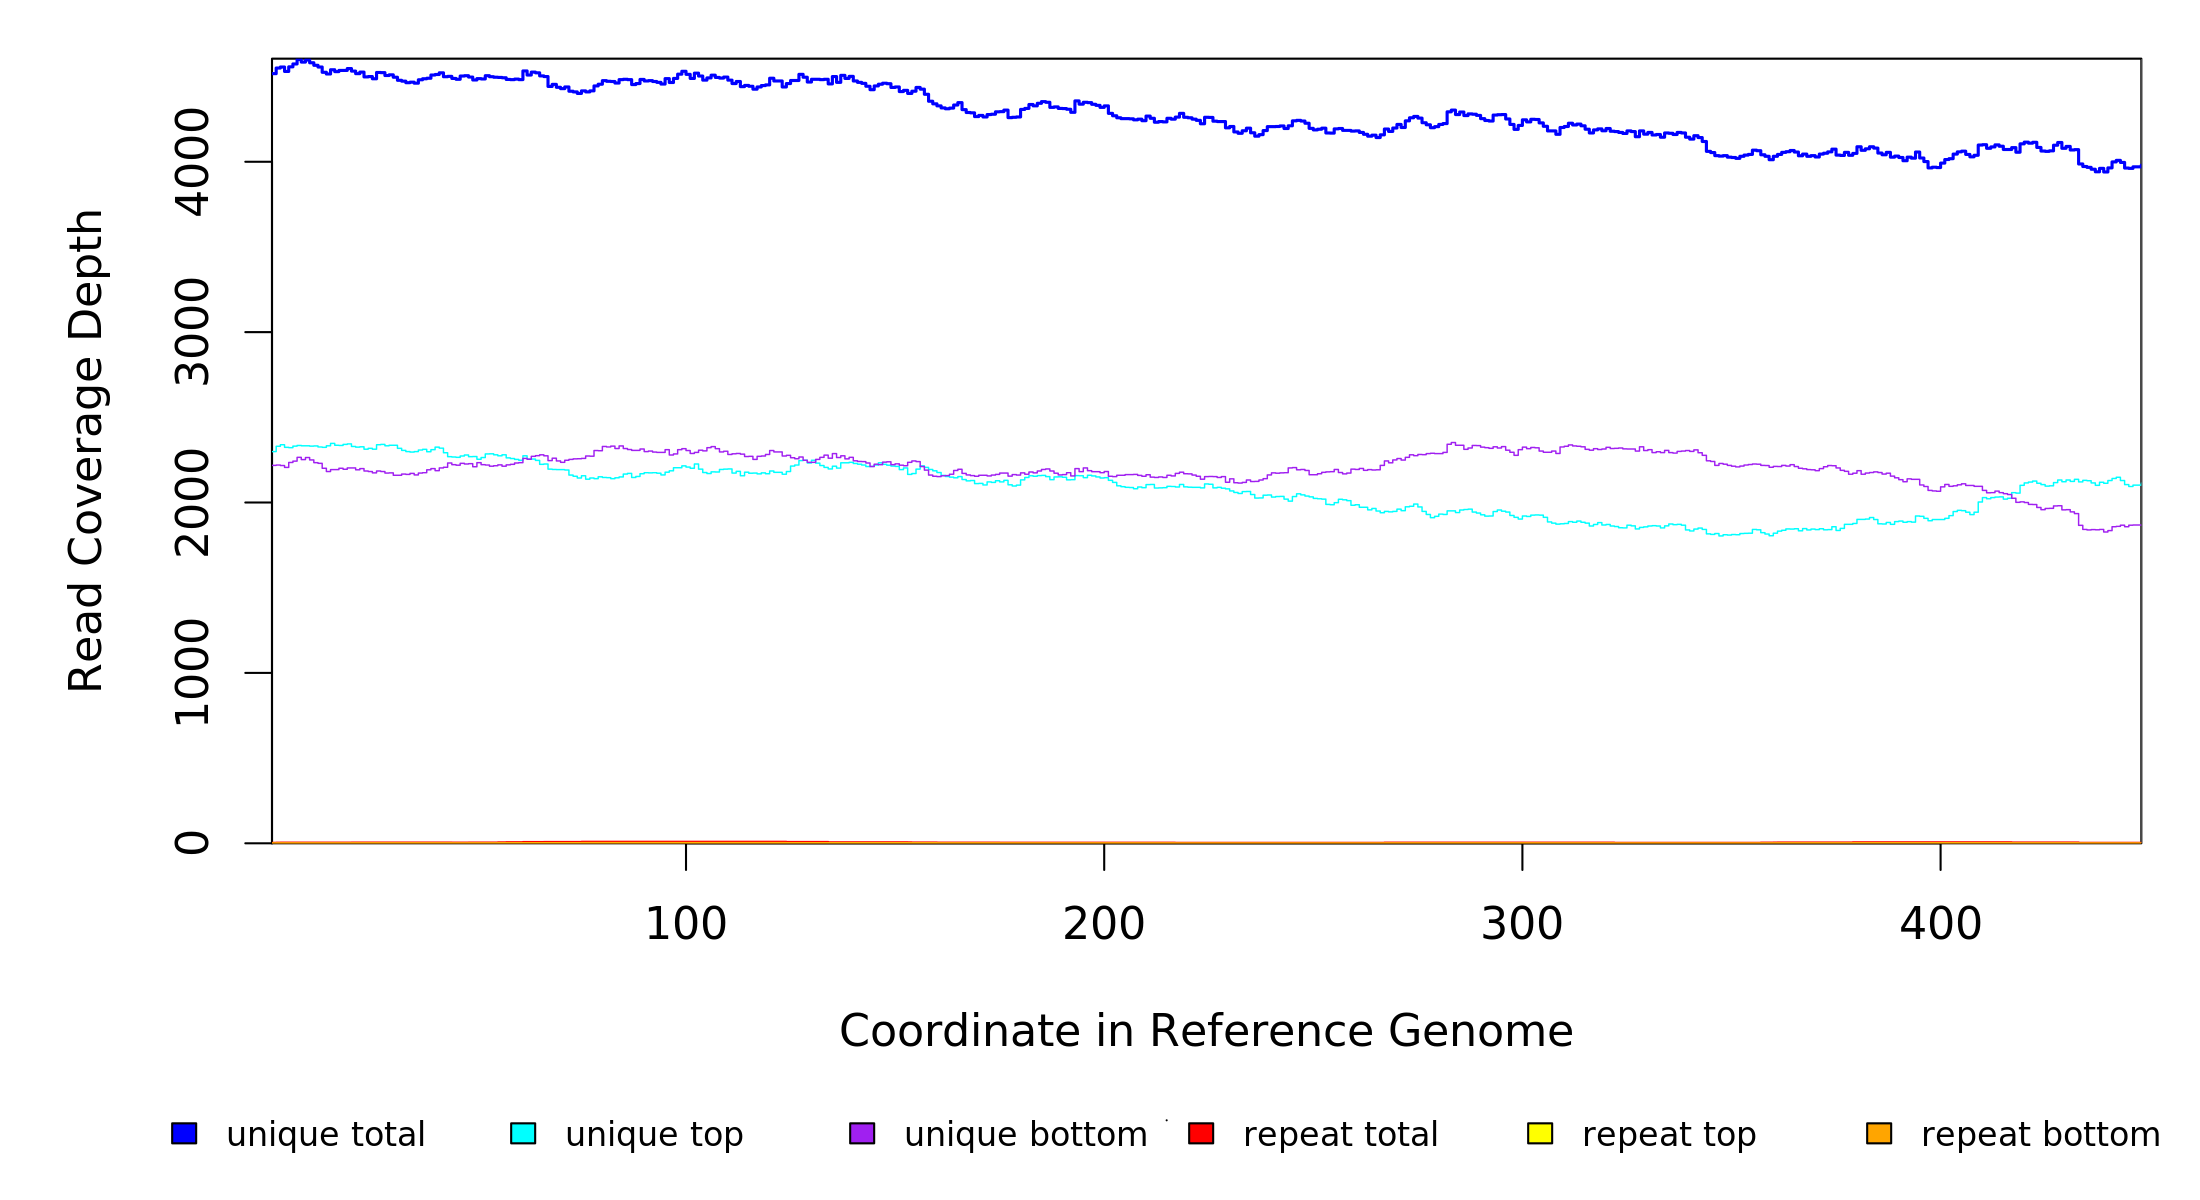 Read Coverage Depth
4000
3000
2000
1000
0
100 200 300 400
Coordinate in Reference Genome
unique total unique top unique bottom repeat total repeat top repeat bottom